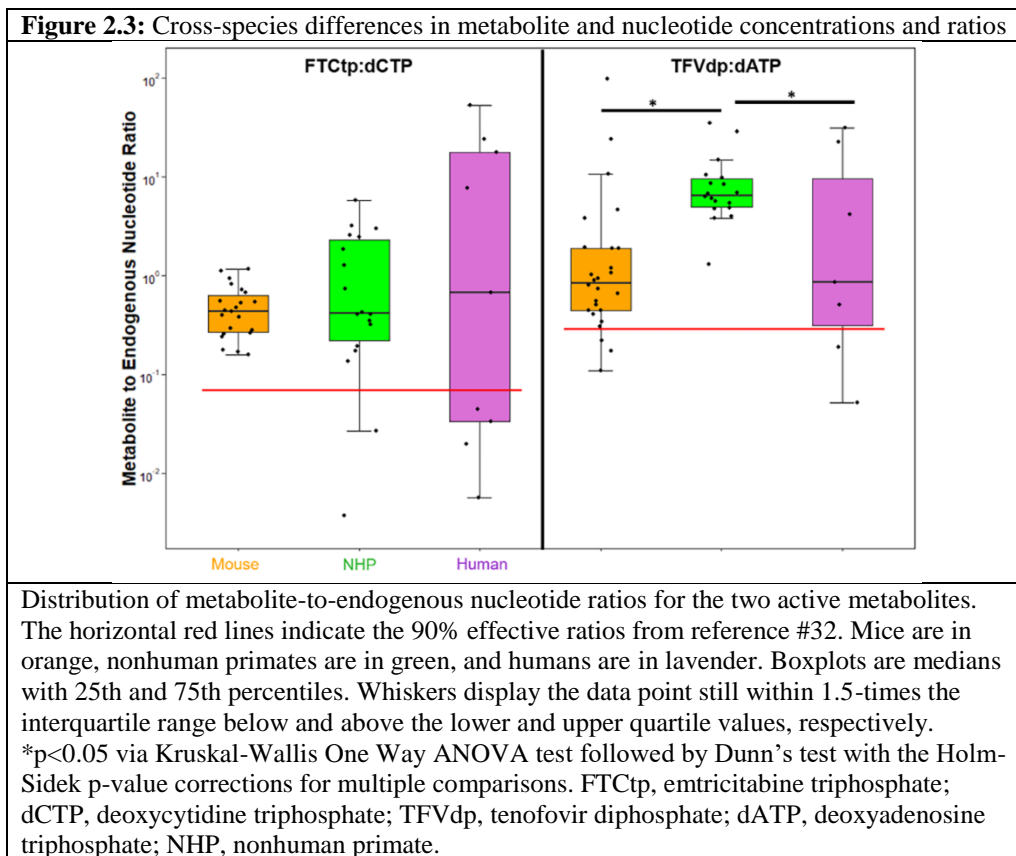 Figure 2.3: Cross-species differences in metabolite and nucleotide concentrations and ratios
FTCtp:dCTP
TFVdp:dATP
Metabolite to Endogenous Nucleotide Ratio
10^2
10^1
10^0
10^-1
10^-2
*
*
Mouse
NHP
Human
Distribution of metabolite-to-endogenous nucleotide ratios for the two active metabolites.
The horizontal red lines indicate the 90% effective ratios from reference #32. Mice are in
orange, nonhuman primates are in green, and humans are in lavender. Boxplots are medians
with 25th and 75th percentiles. Whiskers display the data point still within 1.5-times the
interquartile range below and above the lower and upper quartile values, respectively.
*p<0.05 via Kruskal-Wallis One Way ANOVA test followed by Dunn’s test with the Holm-
Sidek p-value corrections for multiple comparisons. FTCtp, emtricitabine triphosphate;
dCTP, deoxycytidine triphosphate; TFVdp, tenofovir diphosphate; dATP, deoxyadenosine
triphosphate; NHP, nonhuman primate.